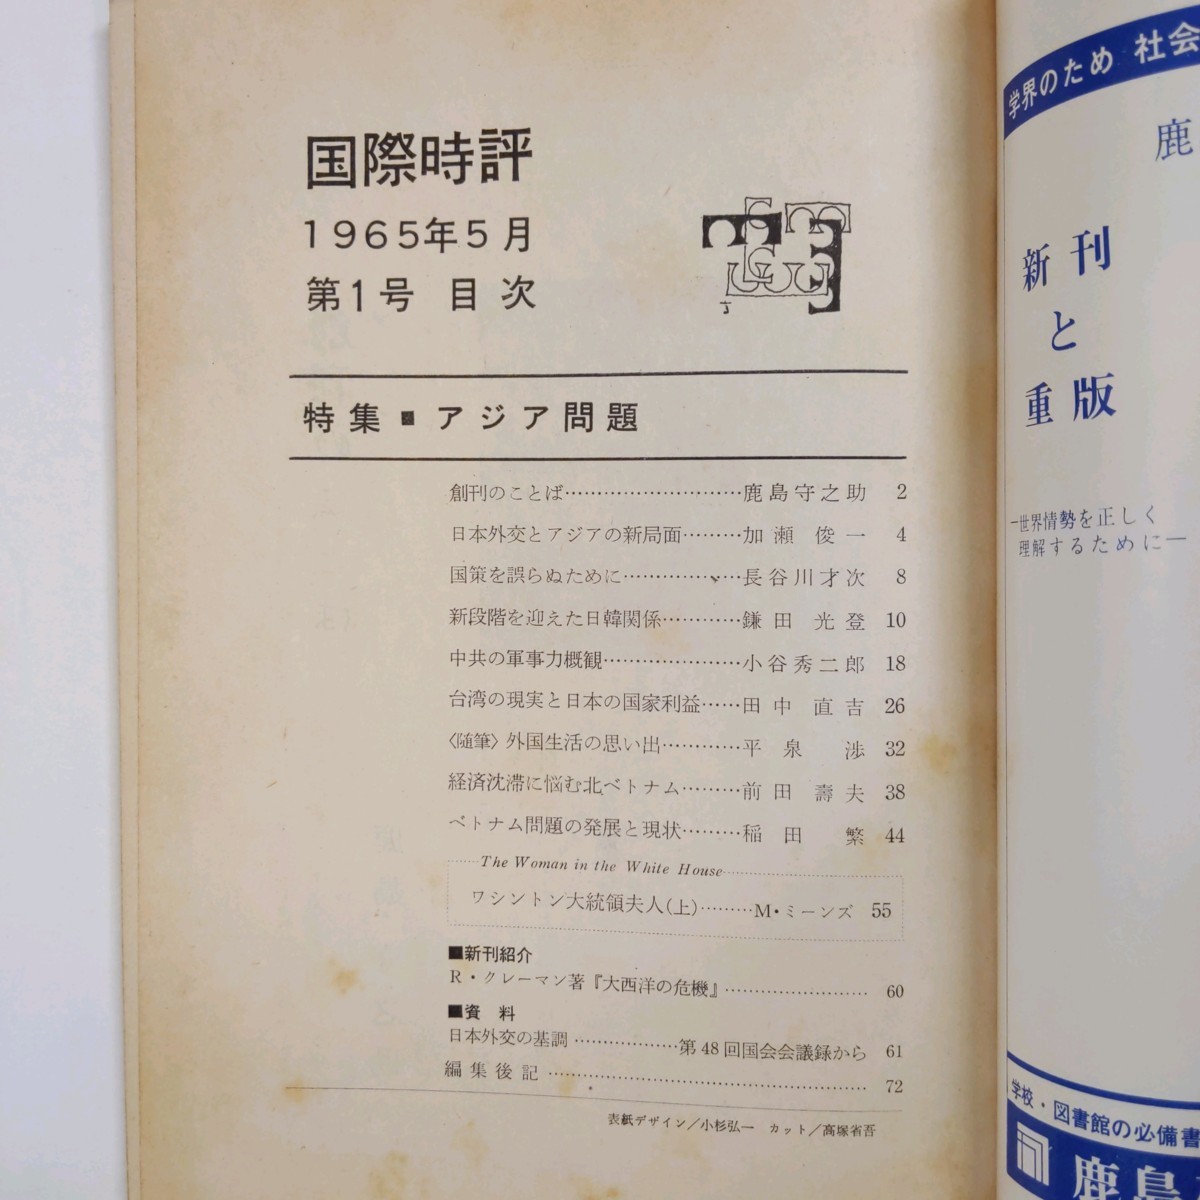 国際時評
1965年5月
第1号 目次
特集■アジア問題
創刊のことば……………………鹿島守之助 2
日本外交とアジアの新局面………加瀬俊一 4
国策を誤らぬために………………長谷川才次 8
新段階を迎えた日韓関係…………鎌田光登 10
中共の軍事力概観…………………小谷秀二郎 18
台湾の現実と日本の国家利益……田中直吉 26
〈随筆〉外国生活の思い出…………平泉渉 32
経済沈滞に悩む北ベトナム………前田壽夫 38
ベトナム問題の発展と現状………稲田繁 44
The Woman in the White House
ワシントン大統領夫人(上)………M・ミーンズ 55
■新刊紹介
R・クレーマン著『大西洋の危機』…………………… 60
■資料
日本外交の基調………………第48回国会会議録から 61
編集後記…………………………………………… 72
表紙デザイン/小杉弘一 カット/高塚省吾
学界のため 社会
鹿
新刊
と
重版
―世界情勢を正しく
理解するために―
学校・図書館の必備書
鹿島